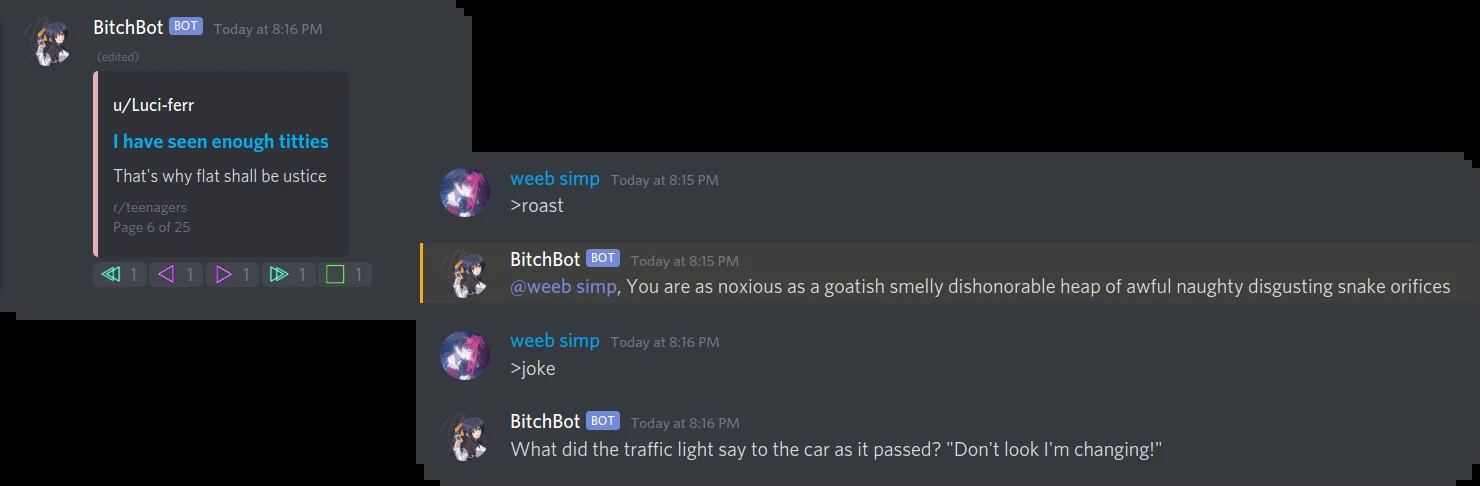 BitchBot BOT Today at 8:16 PM
(edited)
u/Luci-ferr
I have seen enough titties
That's why flat shall be ustice
r/teenagers
Page 6 of 25
1 1 1 1 1
weeb simp Today at 8:15 PM
>roast
BitchBot BOT Today at 8:15 PM
@weeb simp, You are as noxious as a goatish smelly dishonorable heap of awful naughty disgusting snake orifices
weeb simp Today at 8:16 PM
>joke
BitchBot BOT Today at 8:16 PM
What did the traffic light say to the car as it passed? "Don't look I'm changing!"